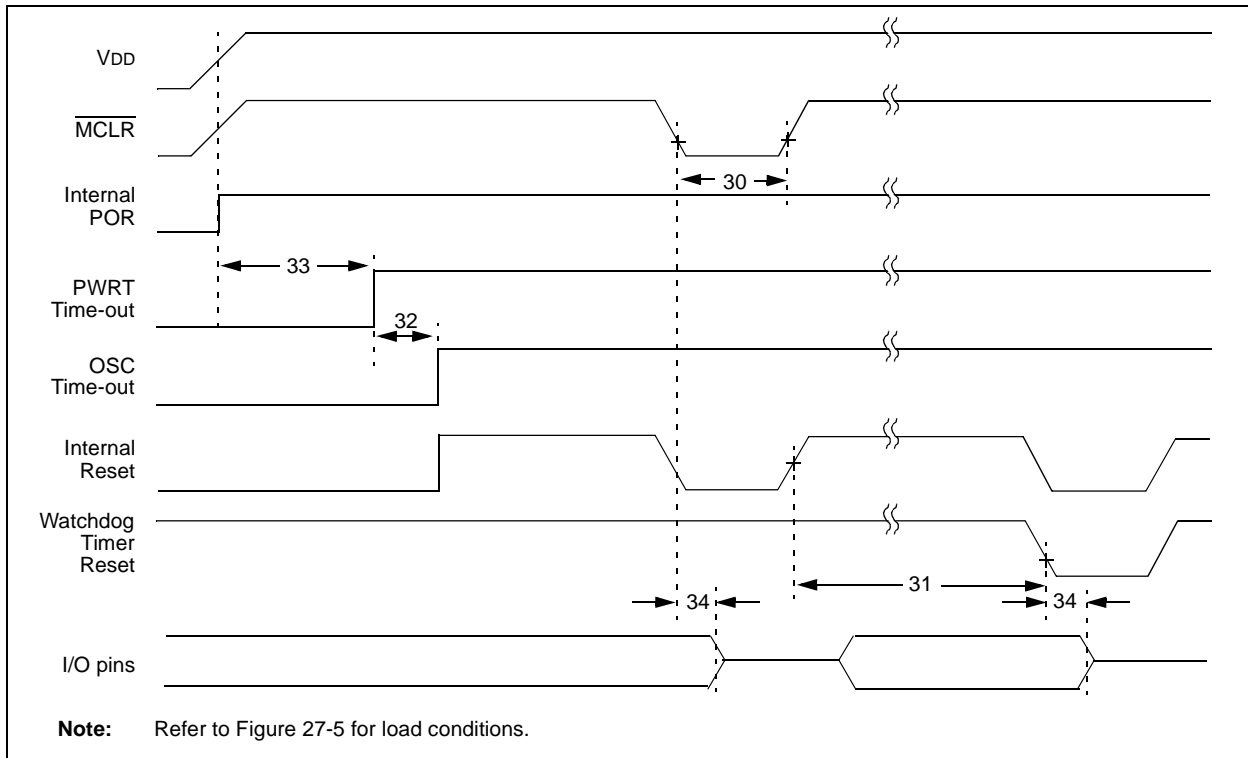 VDD
MCLR
30
Internal
POR
33
PWRT
Time-out
32
OSC
Time-out
Internal
Reset
Watchdog
Timer
Reset
31
34
34
I/O pins
Note: Refer to Figure 27-5 for load conditions.